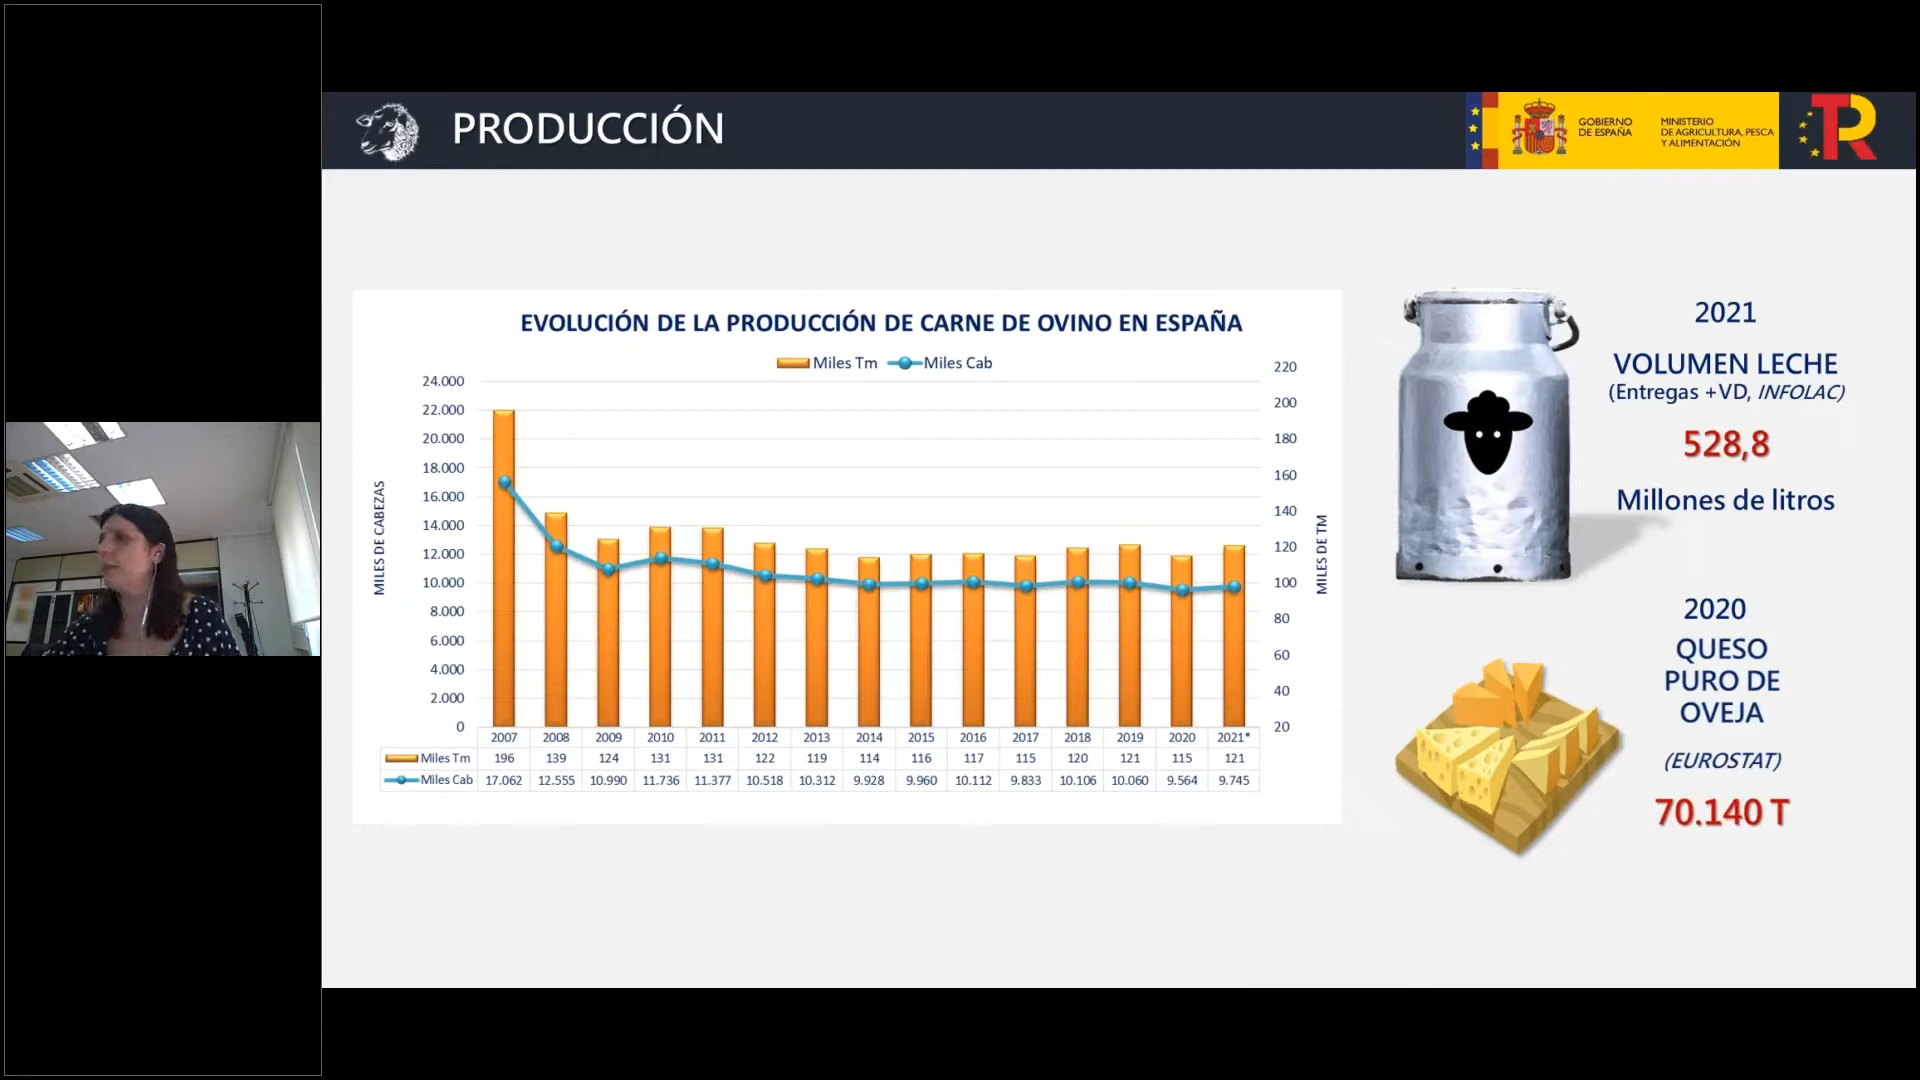 PRODUCCIÓN
GOBIERNO
DE ESPAÑA
MINISTERIO
DE AGRICULTURA, PESCA
Y ALIMENTACIÓN
TR
EVOLUCIÓN DE LA PRODUCCIÓN DE CARNE DE OVINO EN ESPAÑA
Miles Tm Miles Cab
MILES DE CABEZAS
24.000
22.000
20.000
18.000
16.000
14.000
12.000
10.000
8.000
6.000
4.000
2.000
0
220
200
180
160
140
120
100
80
60
40
20
MILES DE TM
2007 2008 2009 2010 2011 2012 2013 2014 2015 2016 2017 2018 2019 2020 2021*
Miles Tm 196 139 124 131 131 122 119 114 116 117 115 120 121 115 121
Miles Cab 17.062 12.555 10.990 11.736 11.377 10.518 10.312 9.928 9.960 10.112 9.833 10.106 10.060 9.564 9.745
2021
VOLUMEN LECHE
(Entregas +VD, INFOLAC)
528,8
Millones de litros
2020
QUESO
PURO DE
OVEJA
(EUROSTAT)
70.140 T